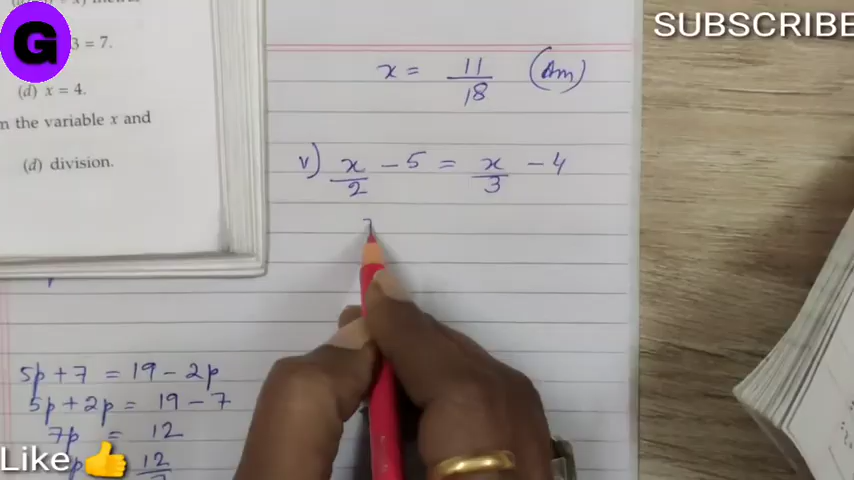 SUBSCRIBE
G
3 = 7.
(d) x = 4.
n the variable x and
(d) division.
x = 11/18 (Ans)
v) x/2 - 5 = x/3 - 4
5p + 7 = 19 - 2p
5p + 2p = 19 - 7
7p = 12
p 12
Like